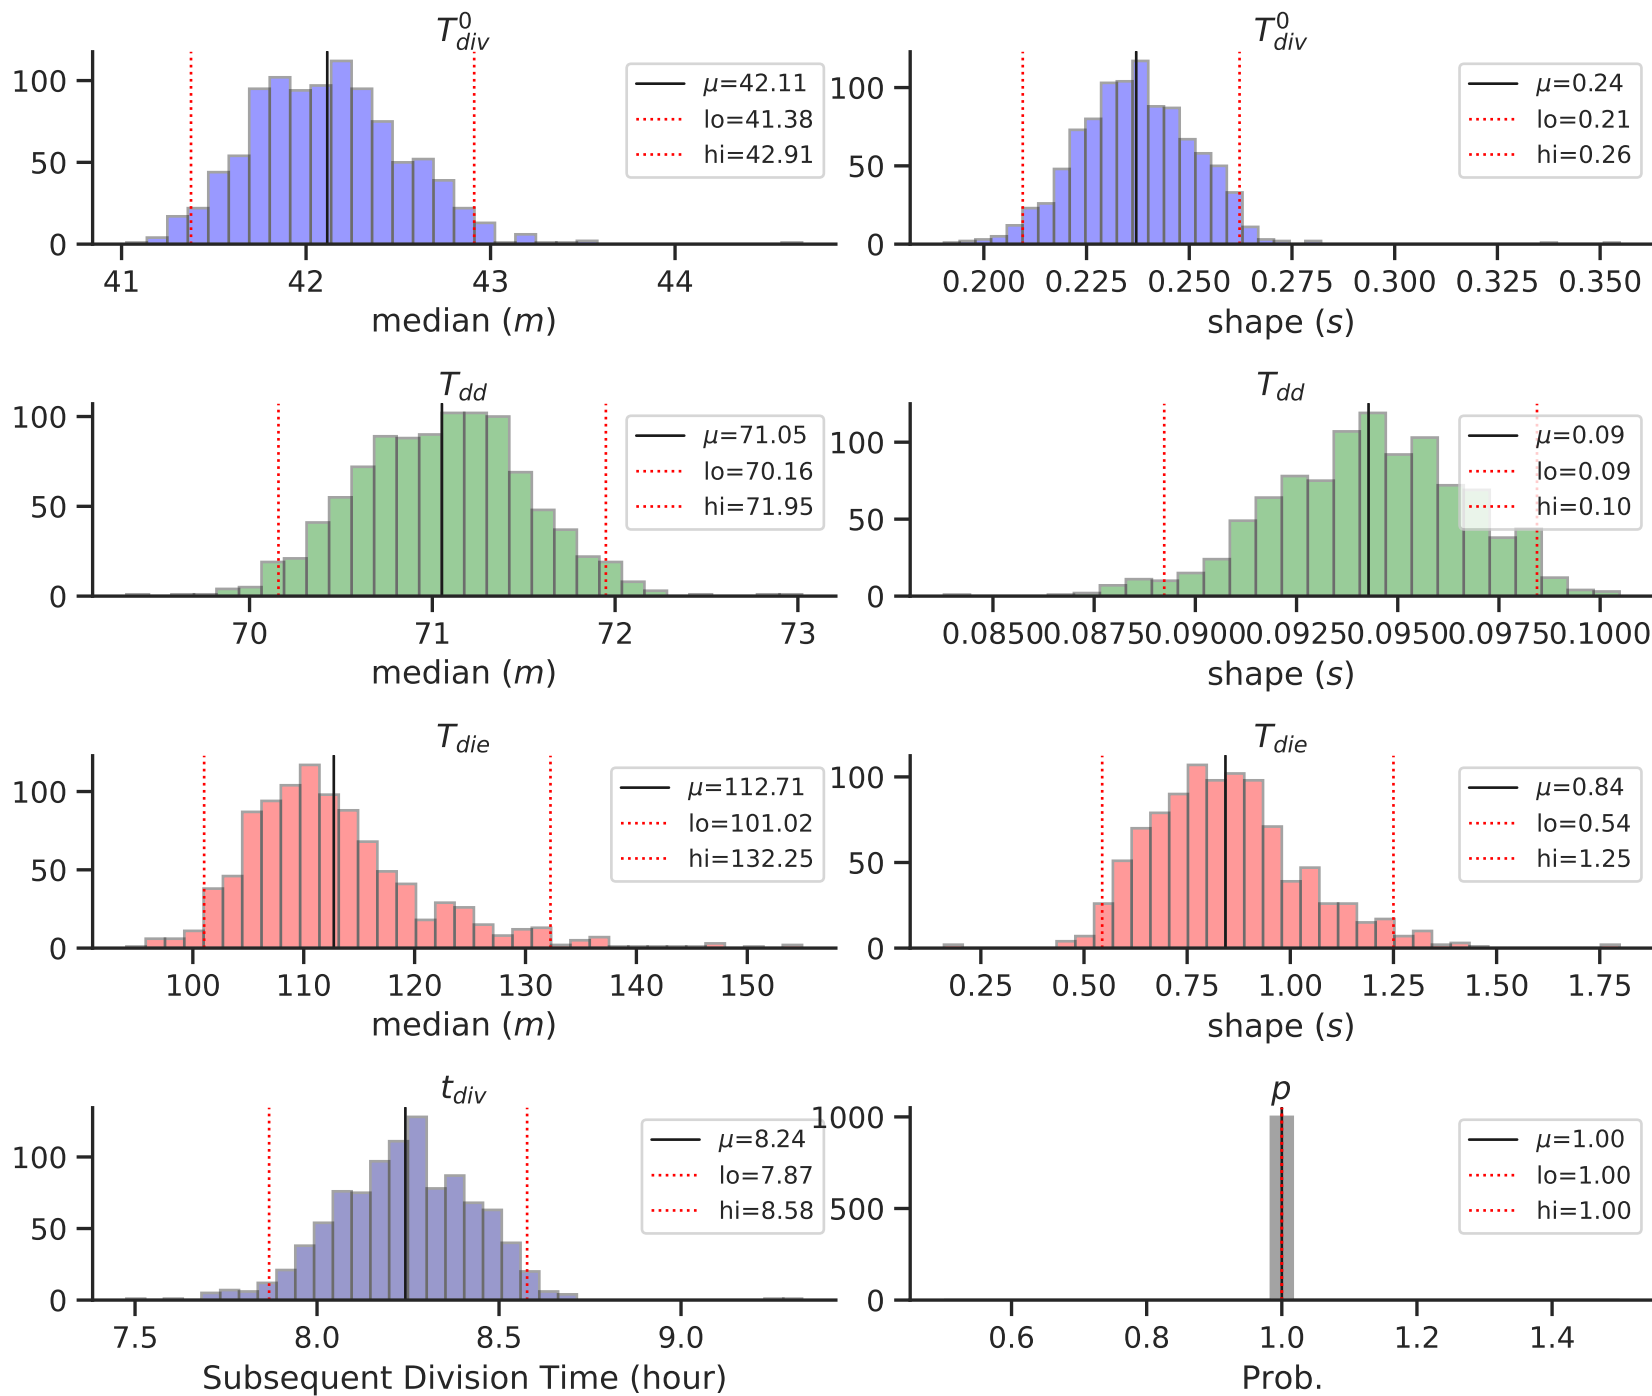 T⁰_div
100
50
0
41 42 43 44
median (m)
μ=42.11
lo=41.38
hi=42.91
T⁰_div
100
50
0
0.200 0.225 0.250 0.275 0.300 0.325 0.350
shape (s)
μ=0.24
lo=0.21
hi=0.26
T_dd
100
50
0
70 71 72 73
median (m)
μ=71.05
lo=70.16
hi=71.95
T_dd
100
50
0
0.0850 0.0875 0.0900 0.0925 0.0950 0.0975 0.1000
shape (s)
μ=0.09
lo=0.09
hi=0.10
T_die
100
50
0
100 110 120 130 140 150
median (m)
μ=112.71
lo=101.02
hi=132.25
T_die
100
50
0
0.25 0.50 0.75 1.00 1.25 1.50 1.75
shape (s)
μ=0.84
lo=0.54
hi=1.25
t_div
100
50
0
7.5 8.0 8.5 9.0
Subsequent Division Time (hour)
μ=8.24
lo=7.87
hi=8.58
p
1000
500
0
0.6 0.8 1.0 1.2 1.4
Prob.
μ=1.00
lo=1.00
hi=1.00